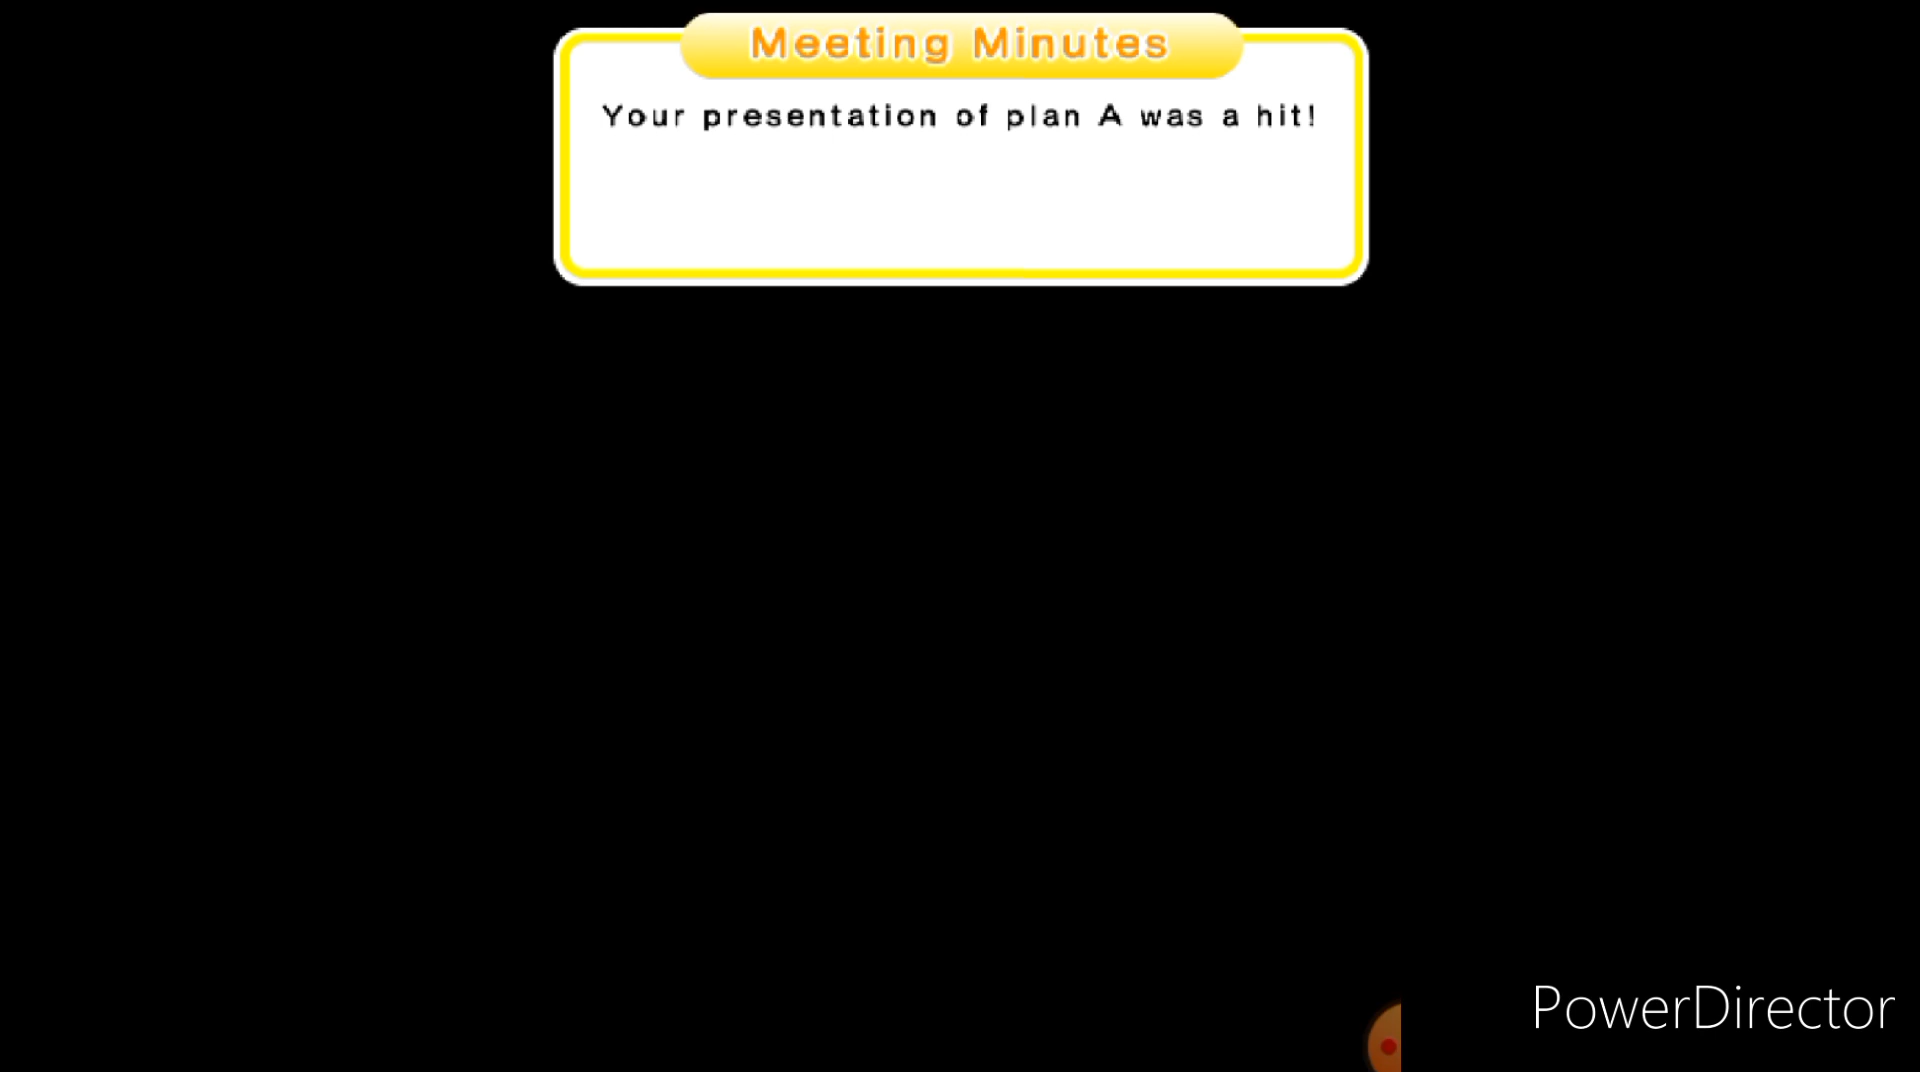 Meeting Minutes
Your presentation of plan A was a hit!
PowerDirector